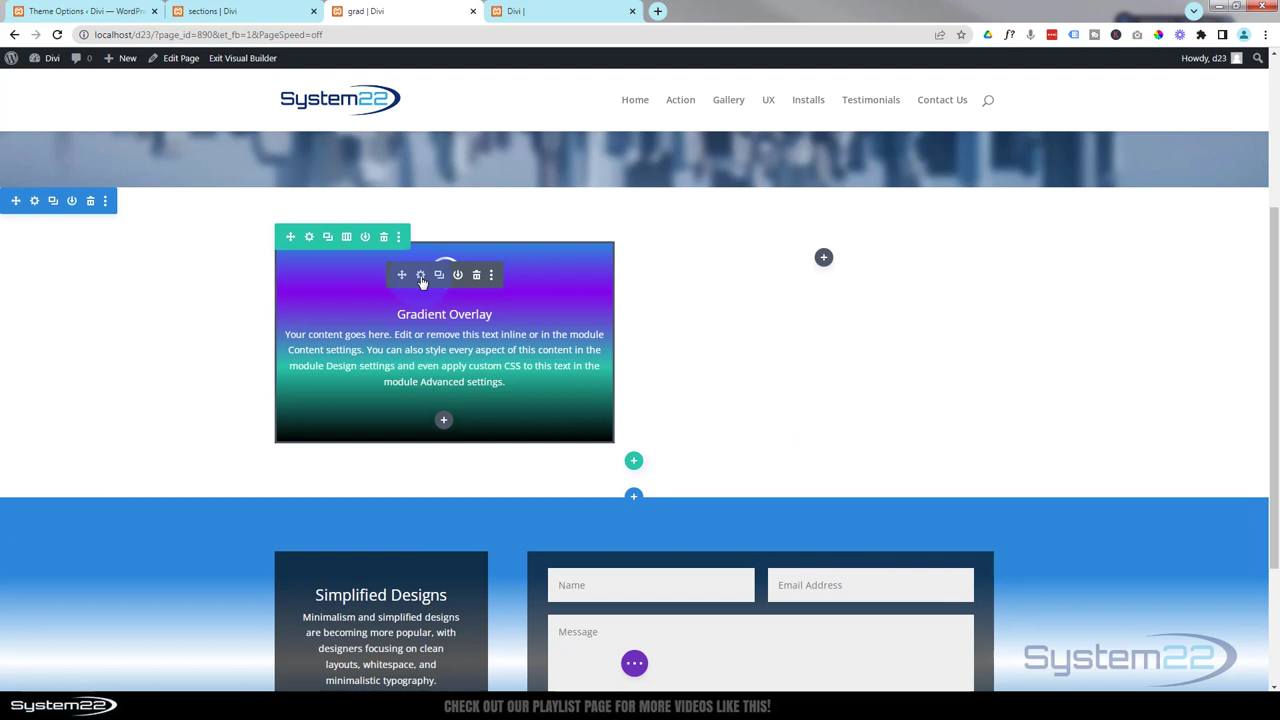 Theme Options ‹ Divi — WordPr
sections | Divi
grad | Divi
Divi |
localhost/d23/?page_id=890&et_fb=1&PageSpeed=off
Divi
0
New
Edit Page
Exit Visual Builder
Howdy, d23
System22
Home
Action
Gallery
UX
Installs
Testimonials
Contact Us
Gradient Overlay
Your content goes here. Edit or remove this text inline or in the module
Content settings. You can also style every aspect of this content in the
module Design settings and even apply custom CSS to this text in the
module Advanced settings.
Simplified Designs
Minimalism and simplified designs
are becoming more popular, with
designers focusing on clean
layouts, whitespace, and
minimalistic typography.
Name
Email Address
Message
System22
System22
CHECK OUT OUR PLAYLIST PAGE FOR MORE VIDEOS LIKE THIS!